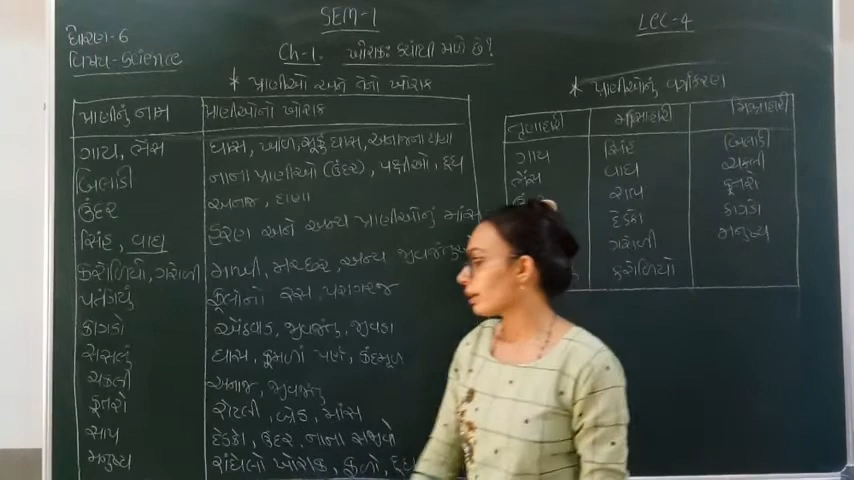 SEM-1
LEC-4
ધોરણ-6
વિષય-science
Ch-1. ખોરાક: ક્યાંથી મળે છે?
* પ્રાણીઓ અને તેનો ખોરાક
* પ્રાણીઓનું વર્ગીકરણ
પ્રાણીનું નામ પ્રાણીઓનો ખોરાક
ગાય, ભેંસ ઘાસ, ખોળ, સૂકું ઘાસ, અનાજના દાણા
બિલાડી નાના પ્રાણીઓ (ઉંદર), પક્ષીઓ, દૂધ
ઉંદર અનાજ, દાણા
સિંહ, વાઘ હરણ અને અન્ય પ્રાણીઓનું માંસ
કરોળિયો, ગરોળી માખી, મચ્છર, અન્ય
પતંગિયું ફૂલોનો રસ, પરાગરજ
કાગડો એંઠવાડ, જીવજંતુ, જીવડા
સસલું ઘાસ, કૂમળાં પર્ણ, કંદમૂળ
ચકલી અનાજ, જીવજંતુ
કૂતરો રોટલી, બ્રેડ, માંસ
સાપ દેડકો, ઉંદર, નાના સજીવો
મનુષ્ય રાંધેલો ખોરાક, ફળો, દૂધ
તૃણાહારી માંસાહારી મિશ્રાહારી
ગાય સિંહ બિલાડી
ભેંસ વાઘ ચકલી
સાપ કૂતરો
દેડકો કાગડો
ગરોળી મનુષ્ય
કરોળિયો